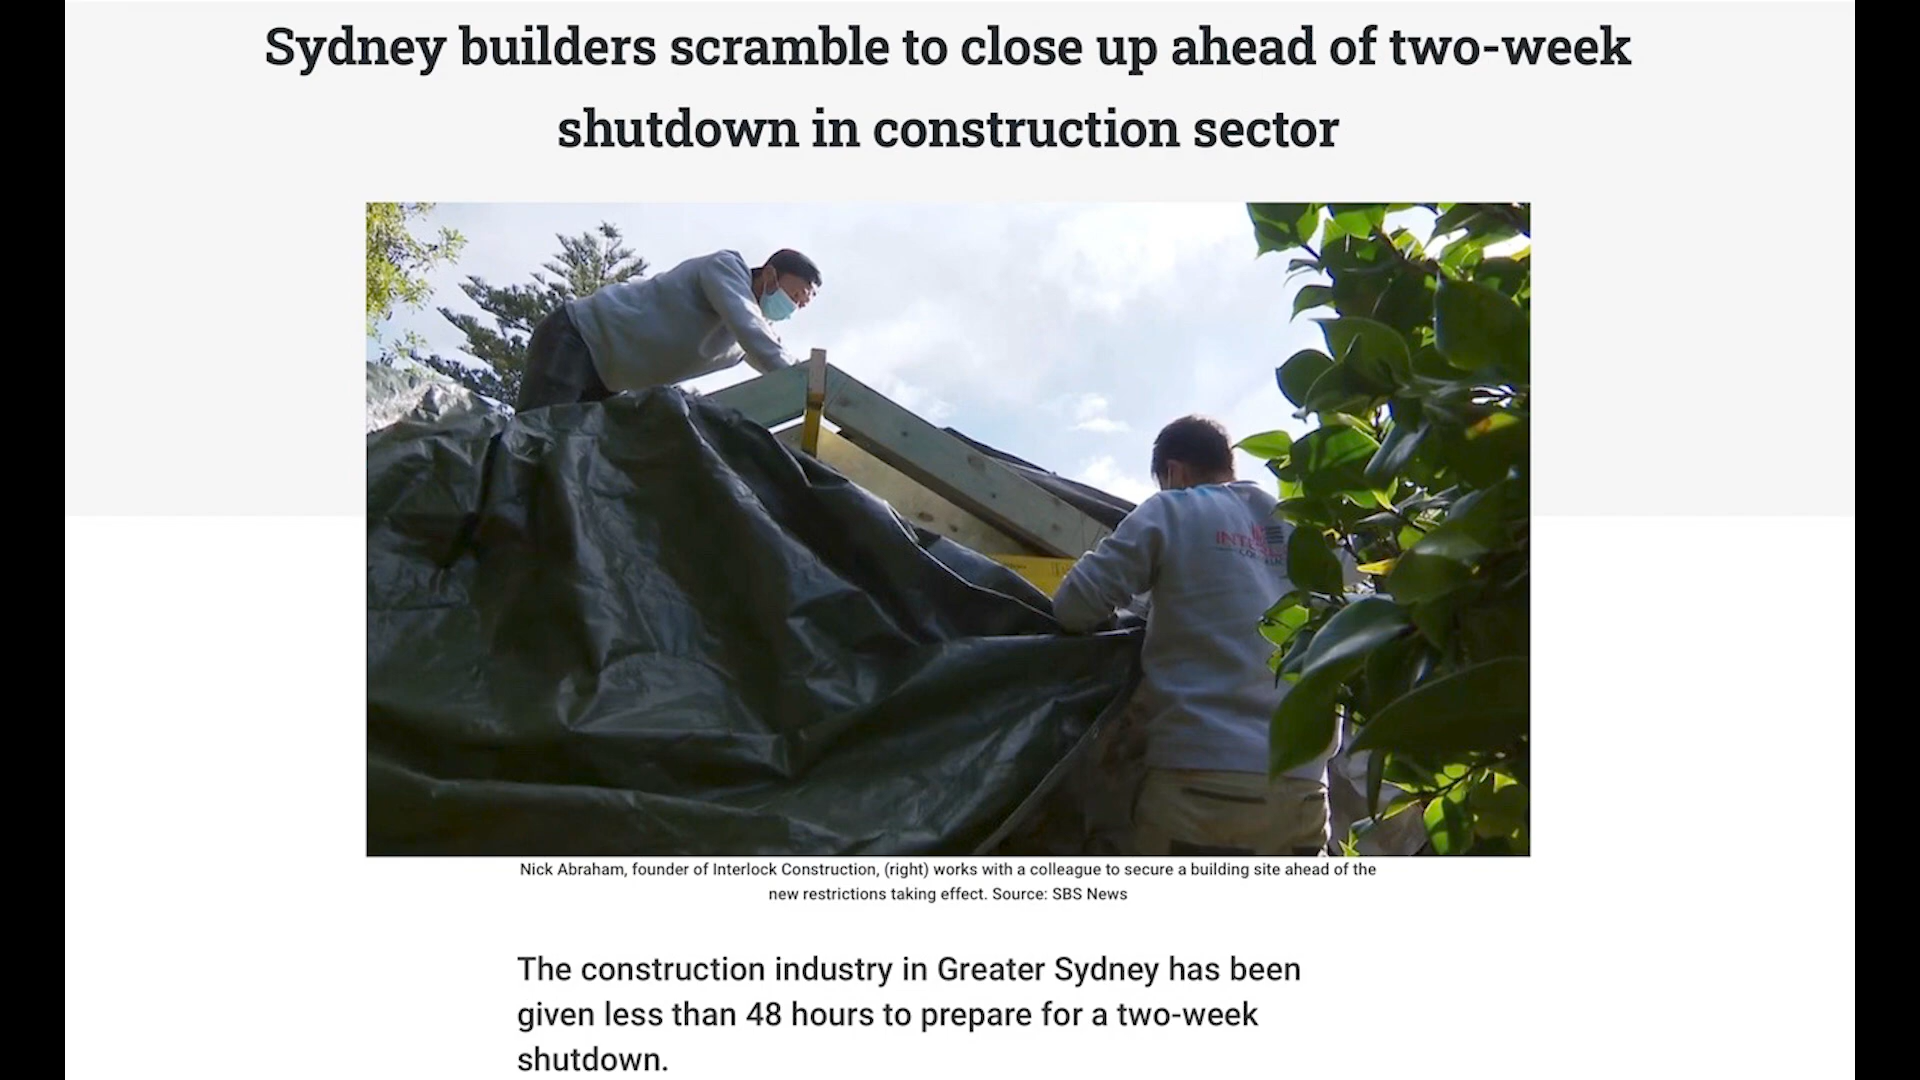 Sydney builders scramble to close up ahead of two-week
shutdown in construction sector
Nick Abraham, founder of Interlock Construction, (right) works with a colleague to secure a building site ahead of the
new restrictions taking effect. Source: SBS News
The construction industry in Greater Sydney has been
given less than 48 hours to prepare for a two-week
shutdown.